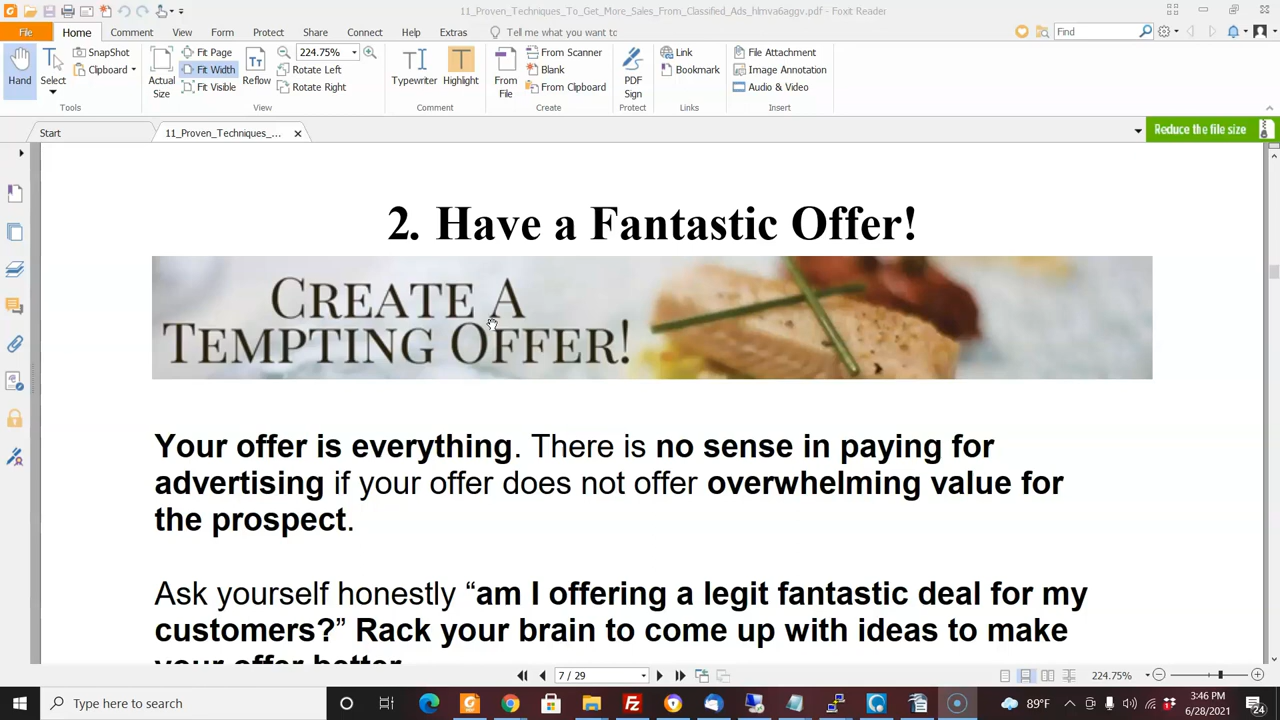 11_Proven_Techniques_To_Get_More_Sales_From_Classified_Ads_hlmva6aggv.pdf - Foxit Reader
File Home Comment View Form Protect Share Connect Help Extras Tell me what you want to Find
Hand Select SnapShot Clipboard Tools
Actual Size Fit Page Fit Width Fit Visible Reflow 224.75% Rotate Left Rotate Right View
Typewriter Highlight Comment
From File From Scanner Blank From Clipboard Create
PDF Sign Protect
Link Bookmark Links
File Attachment Image Annotation Audio & Video Insert
Start 11_Proven_Techniques_... Reduce the file size
2. Have a Fantastic Offer!
CREATE A
TEMPTING OFFER!
Your offer is everything. There is no sense in paying for
advertising if your offer does not offer overwhelming value for
the prospect.
Ask yourself honestly “am I offering a legit fantastic deal for my
customers?” Rack your brain to come up with ideas to make
your offer better
7 / 29 224.75%
Type here to search 89°F 3:46 PM
6/28/2021 24